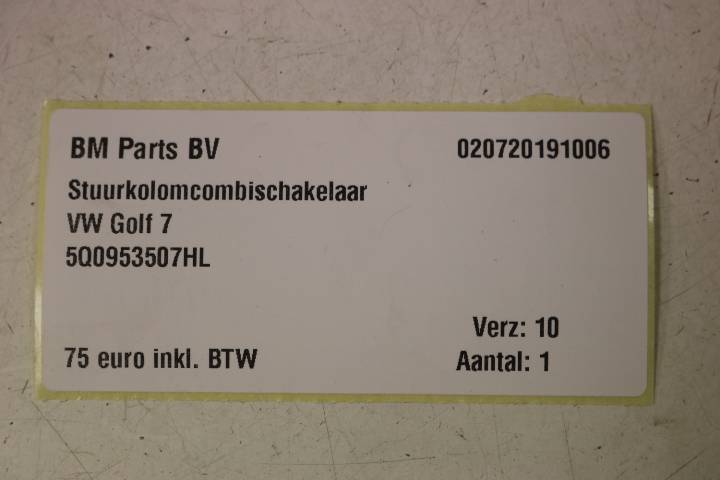 BM Parts BV 020720191006
Stuurkolomcombischakelaar
VW Golf 7
5Q0953507HL
Verz: 10
75 euro inkl. BTW Aantal: 1